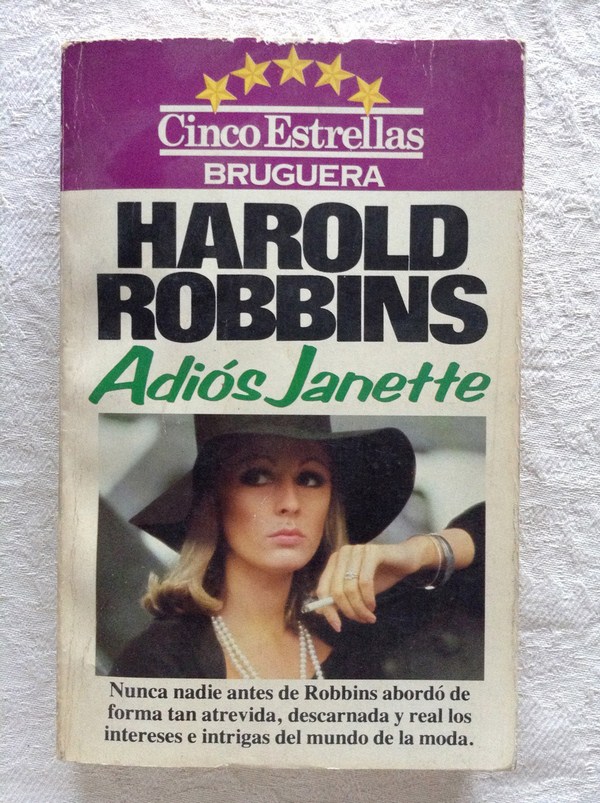 Cinco Estrellas
BRUGUERA
HAROLD
ROBBINS
Adiós Janette
Nunca nadie antes de Robbins abordó de
forma tan atrevida, descarnada y real los
intereses e intrigas del mundo de la moda.